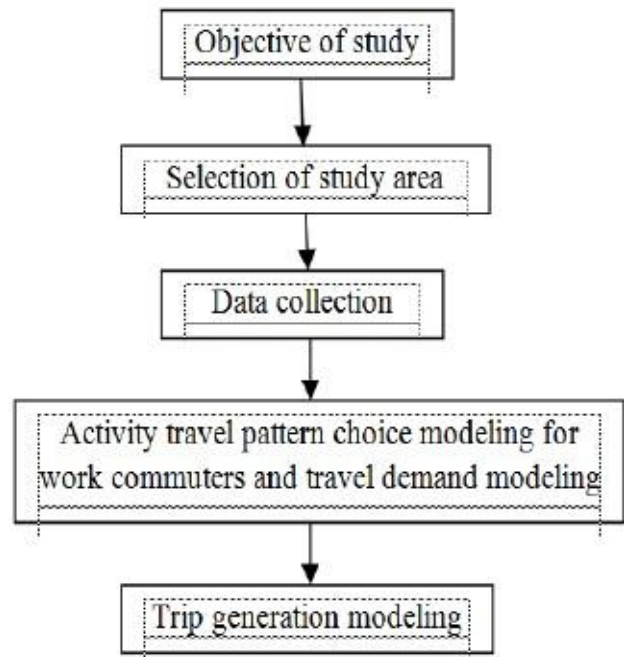 Objective of study
Selection of study area
Data collection
Activity travel pattern choice modeling for
work commuters and travel demand modeling
Trip generation modeling